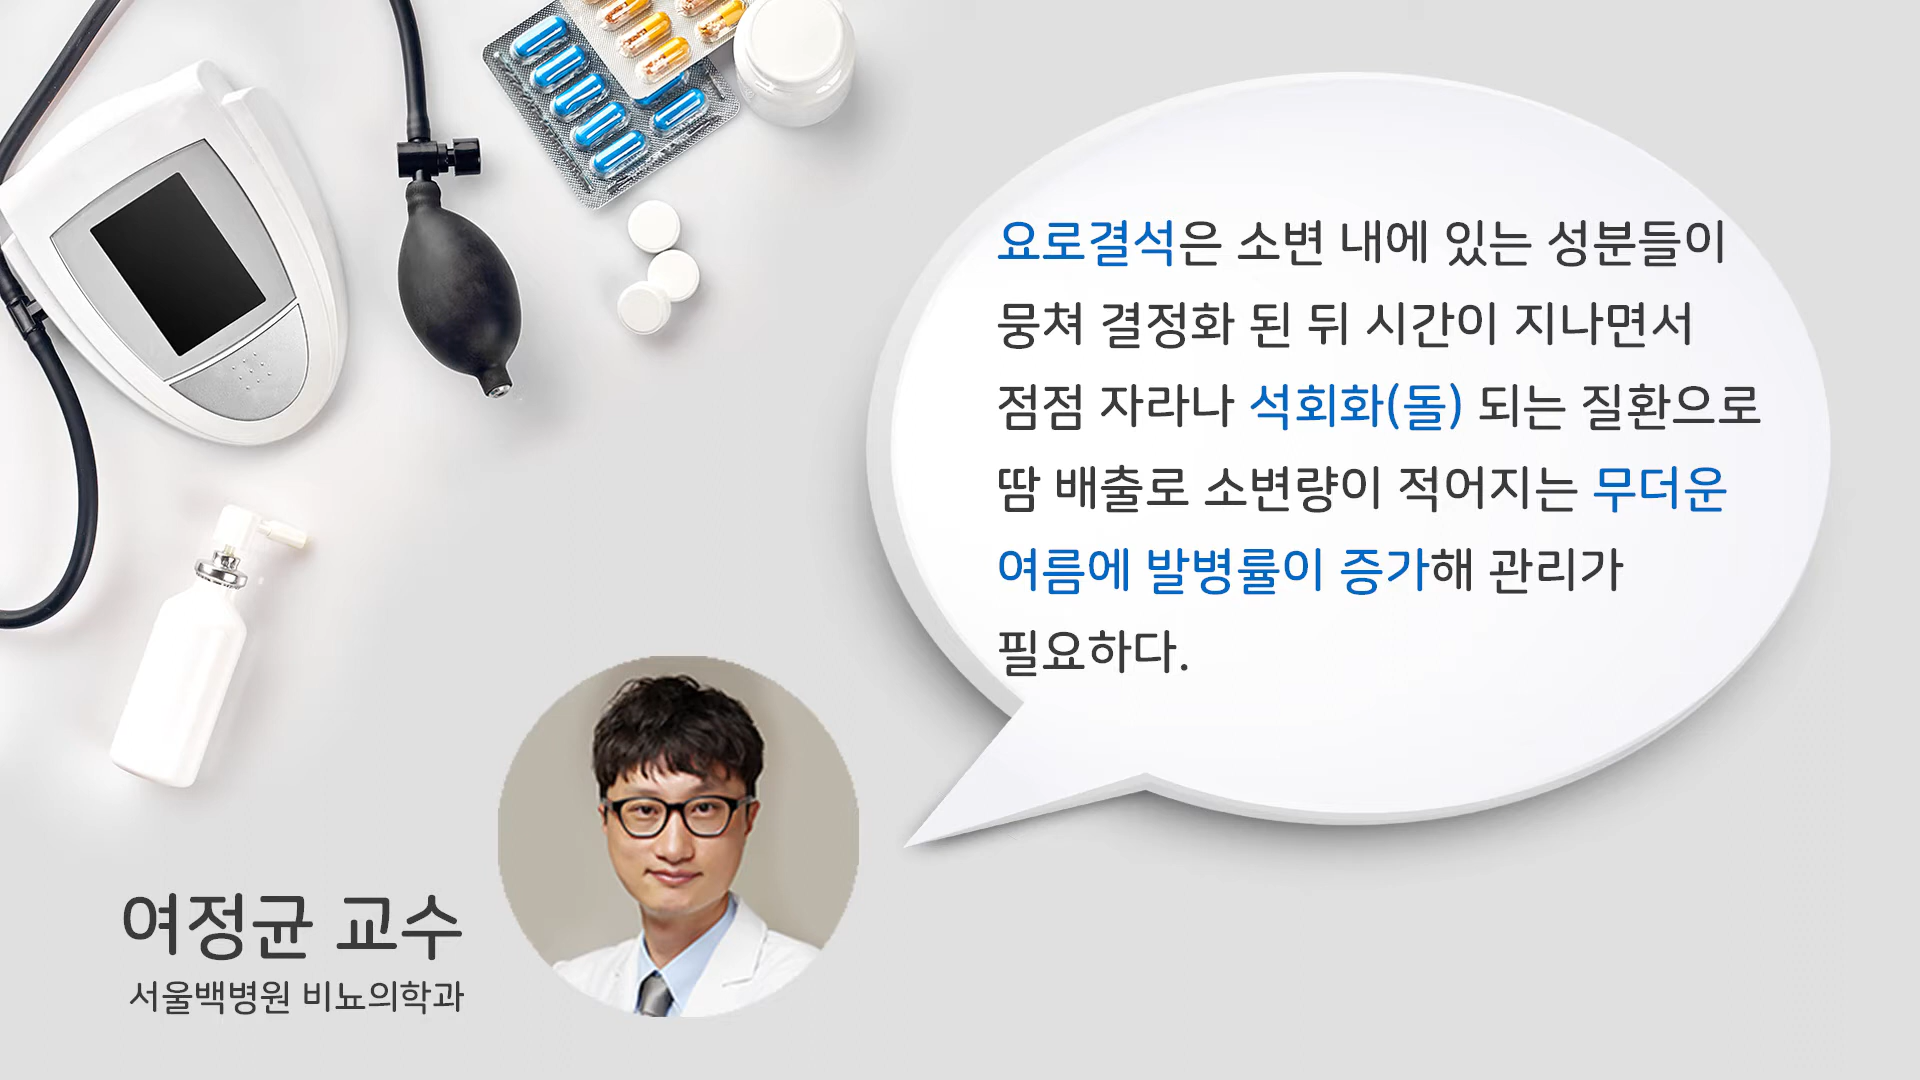 요로결석은 소변 내에 있는 성분들이
뭉쳐 결정화 된 뒤 시간이 지나면서
점점 자라나 석회화(돌) 되는 질환으로
땀 배출로 소변량이 적어지는 무더운
여름에 발병률이 증가해 관리가
필요하다.
여정균 교수
서울백병원 비뇨의학과